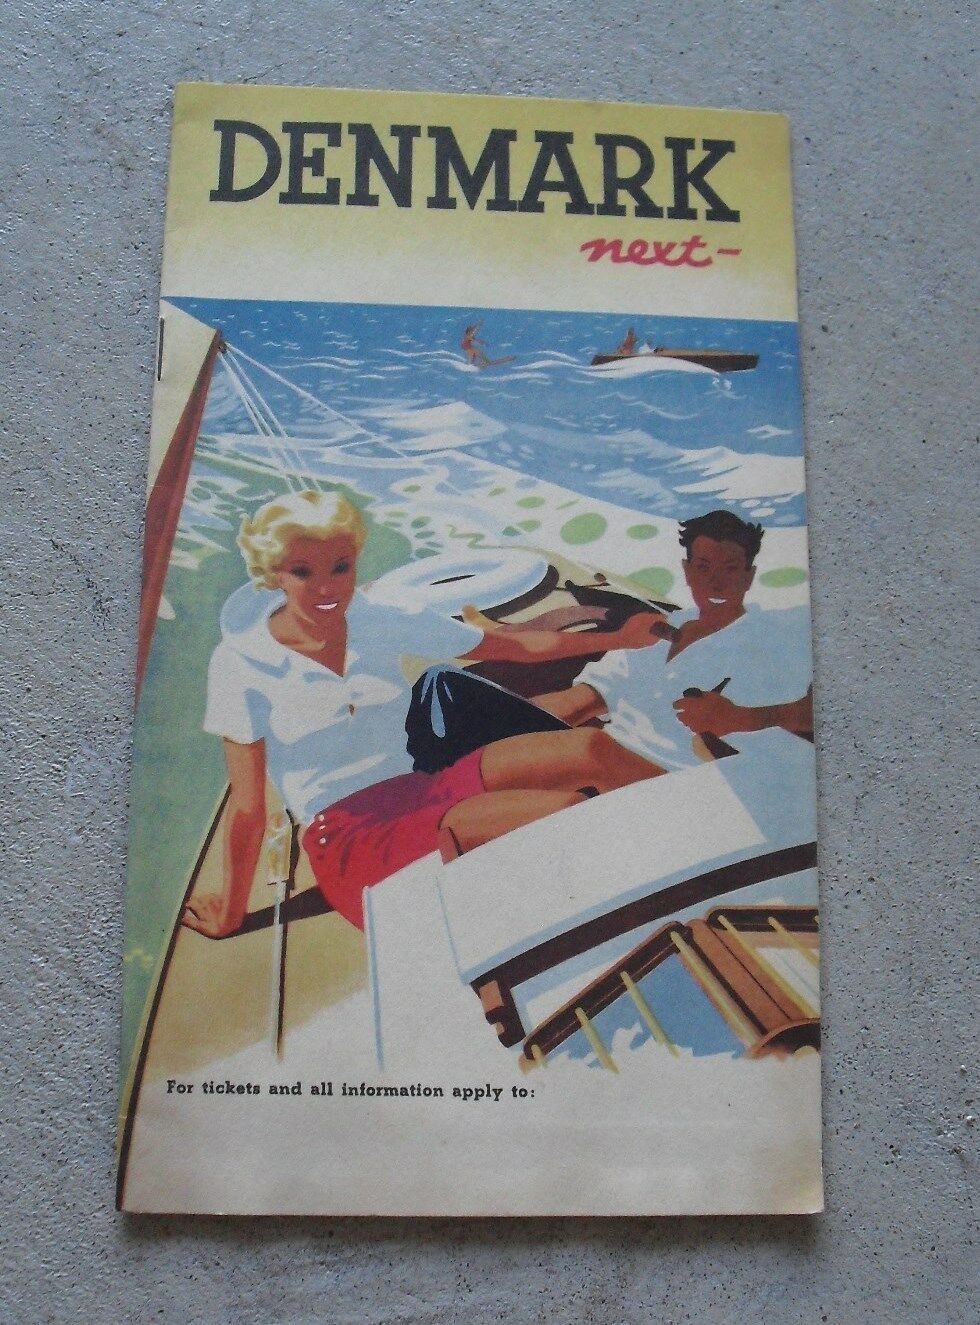 DENMARK
next-
For tickets and all information apply to: